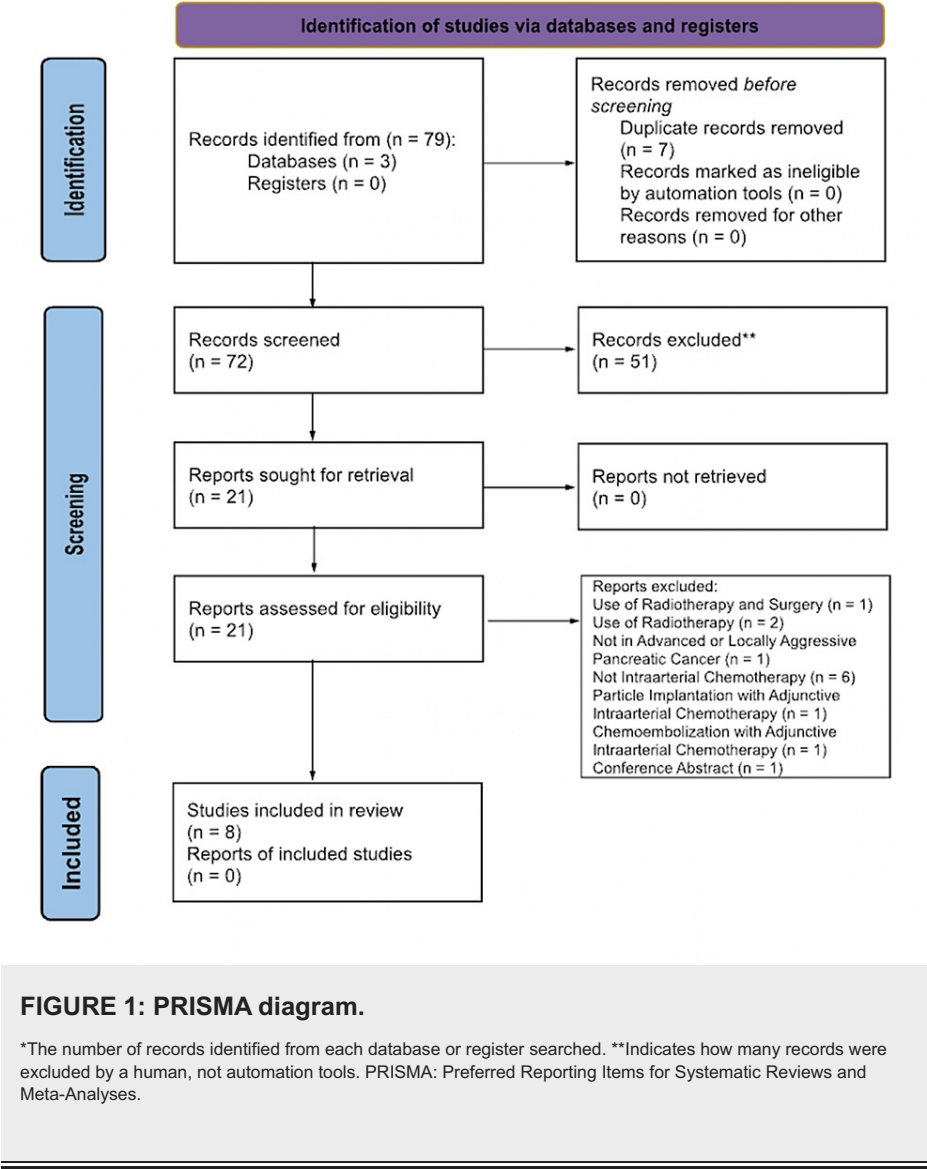 Identification of studies via databases and registers
Identification
Records identified from (n = 79):
Databases (n = 3)
Registers (n = 0)
Records removed before
screening
Duplicate records removed
(n = 7)
Records marked as ineligible
by automation tools (n = 0)
Records removed for other
reasons (n = 0)
Screening
Records screened
(n = 72)
Records excluded**
(n = 51)
Reports sought for retrieval
(n = 21)
Reports not retrieved
(n = 0)
Reports assessed for eligibility
(n = 21)
Reports excluded:
Use of Radiotherapy and Surgery (n = 1)
Use of Radiotherapy (n = 2)
Not in Advanced or Locally Aggressive
Pancreatic Cancer (n = 1)
Not Intraarterial Chemotherapy (n = 6)
Particle Implantation with Adjunctive
Intraarterial Chemotherapy (n = 1)
Chemoembolization with Adjunctive
Intraarterial Chemotherapy (n = 1)
Conference Abstract (n = 1)
Included
Studies included in review
(n = 8)
Reports of included studies
(n = 0)
FIGURE 1: PRISMA diagram.
*The number of records identified from each database or register searched. **Indicates how many records were
excluded by a human, not automation tools. PRISMA: Preferred Reporting Items for Systematic Reviews and
Meta-Analyses.